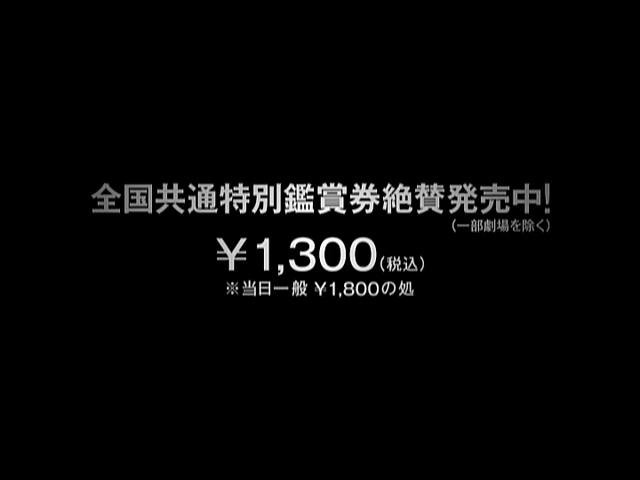 全国共通特別鑑賞券絶賛発売中!
(一部劇場を除く)
¥1,300(税込)
※当日一般 ¥1,800の処